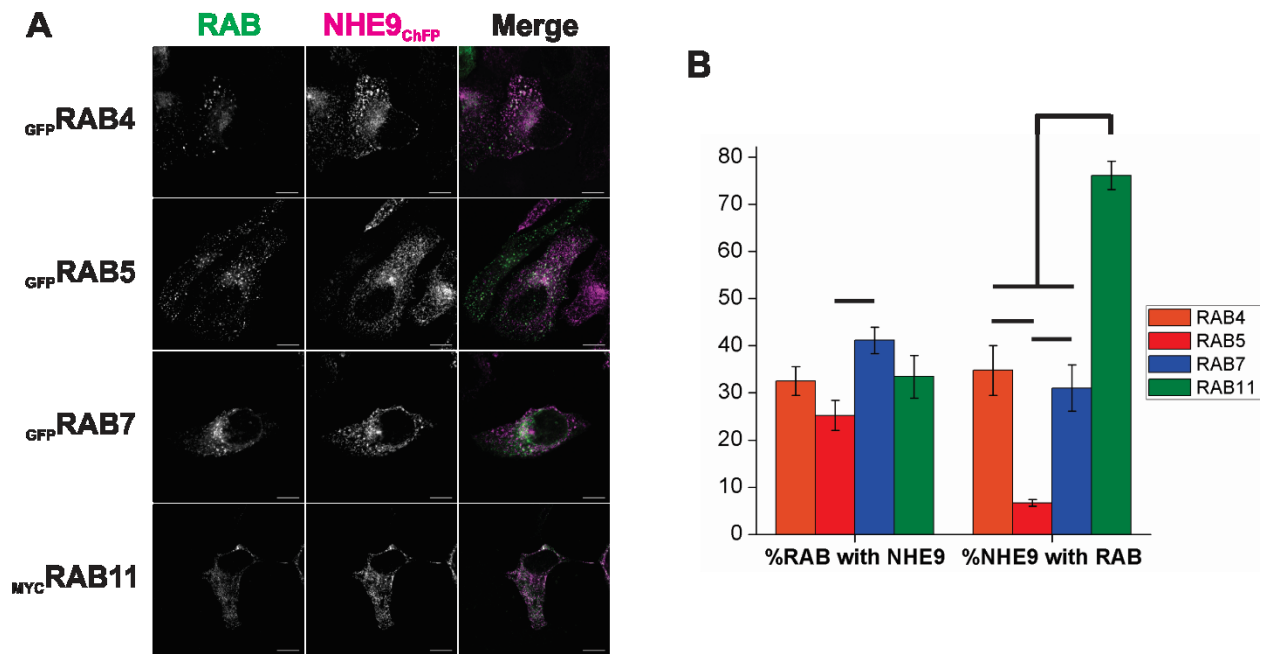 A
RAB NHE9ChFP Merge
GFPRAB4
GFPRAB5
GFPRAB7
MYCRAB11
B
80
70
60
50
40
30
20
10
0
%RAB with NHE9 %NHE9 with RAB
RAB4
RAB5
RAB7
RAB11